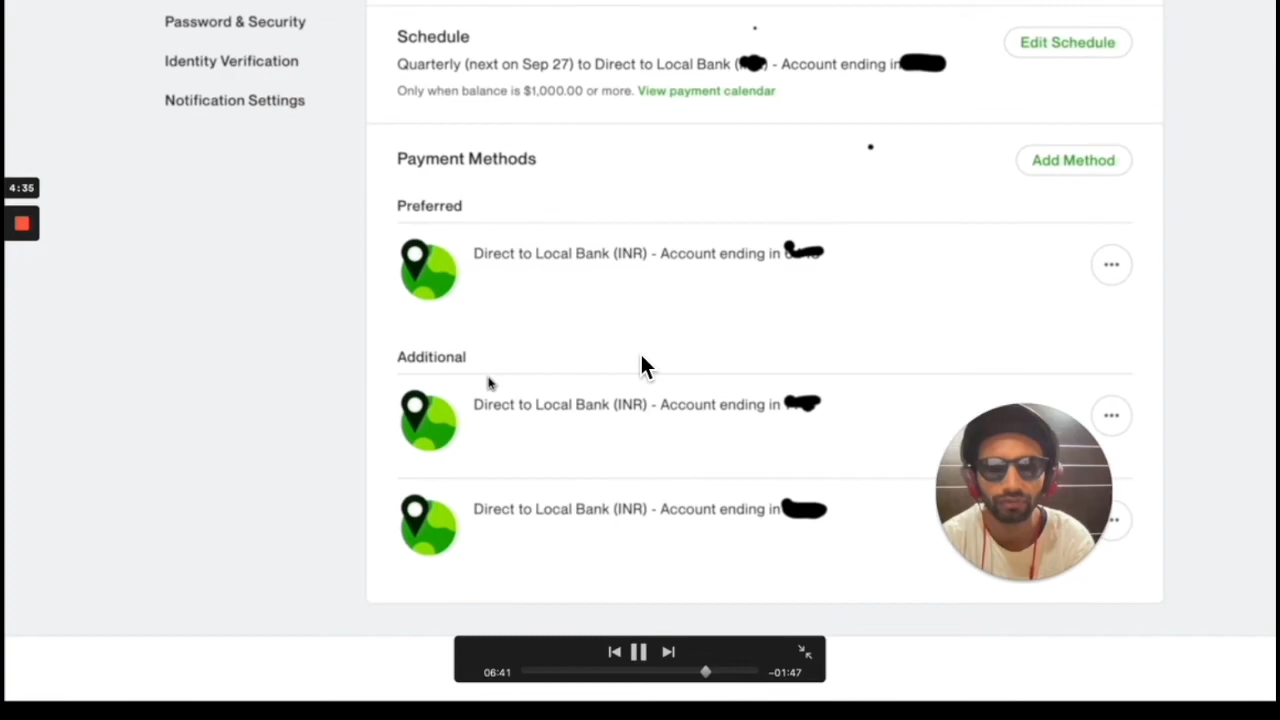 Password & Security
Identity Verification
Notification Settings
4:35
Schedule
Edit Schedule
Quarterly (next on Sep 27) to Direct to Local Bank ( ) - Account ending in
Only when balance is $1,000.00 or more. View payment calendar
Payment Methods
Add Method
Preferred
Direct to Local Bank (INR) - Account ending in
Additional
Direct to Local Bank (INR) - Account ending in
Direct to Local Bank (INR) - Account ending in
06:41
−01:47